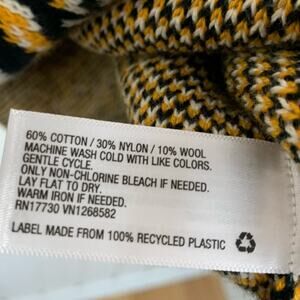 60% COTTON / 30% NYLON / 10% WOOL
MACHINE WASH COLD WITH LIKE COLORS.
GENTLE CYCLE.
ONLY NON-CHLORINE BLEACH IF NEEDED.
LAY FLAT TO DRY.
WARM IRON IF NEEDED.
RN17730 VN1268582
LABEL MADE FROM 100% RECYCLED PLASTIC